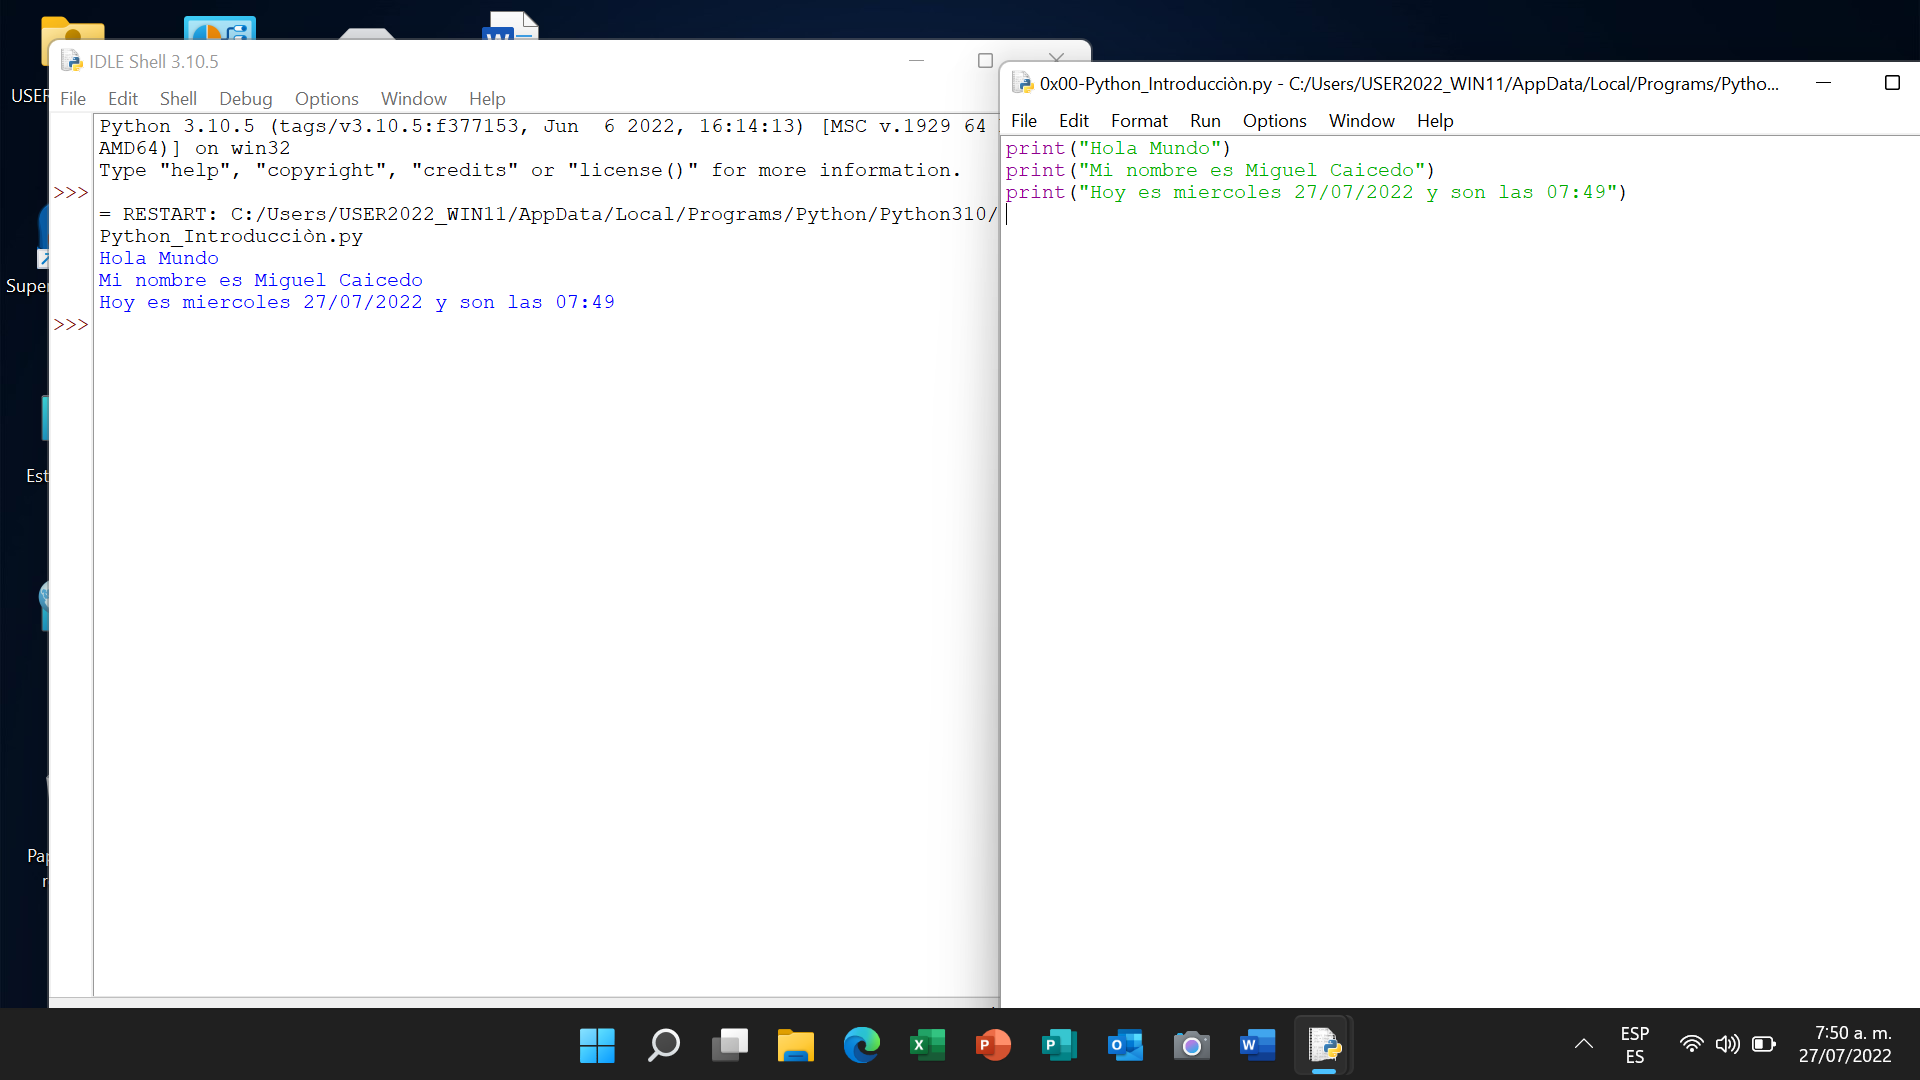 USER
Super
Est
Pap
r
IDLE Shell 3.10.5
File Edit Shell Debug Options Window Help
Python 3.10.5 (tags/v3.10.5:f377153, Jun  6 2022, 16:14:13) [MSC v.1929 64
AMD64)] on win32
Type "help", "copyright", "credits" or "license()" for more information.
>>>
= RESTART: C:/Users/USER2022_WIN11/AppData/Local/Programs/Python/Python310/
Python_Introducciòn.py
Hola Mundo
Mi nombre es Miguel Caicedo
Hoy es miercoles 27/07/2022 y son las 07:49
>>>
0x00-Python_Introducciòn.py - C:/Users/USER2022_WIN11/AppData/Local/Programs/Pytho...
File Edit Format Run Options Window Help
print("Hola Mundo")
print("Mi nombre es Miguel Caicedo")
print("Hoy es miercoles 27/07/2022 y son las 07:49")
ESP
ES
7:50 a. m.
27/07/2022